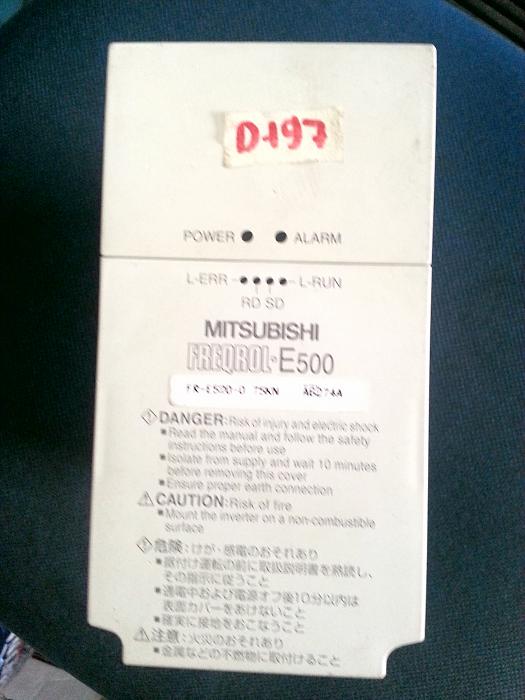 D197
POWER ALARM
L-ERR L-RUN
RD SD
MITSUBISHI
FREQROL-E500
FR-E520-0.75KN AB274A
DANGER: Risk of injury and electric shock
■ Read the manual and follow the safety
instructions before use
■ Isolate from supply and wait 10 minutes
before removing this cover
■ Ensure proper earth connection
CAUTION: Risk of fire
■ Mount the inverter on a non-combustible
surface
危険:けが・感電のおそれあり
■ 据付け運転の前に取扱説明書を熟読し、
その指示に従うこと
■ 通電中および電源オフ後10分以内は
表面カバーをあけないこと
■ 確実に接地をおこなうこと
注意:火災のおそれあり
■ 金属などの不燃物に取付けること